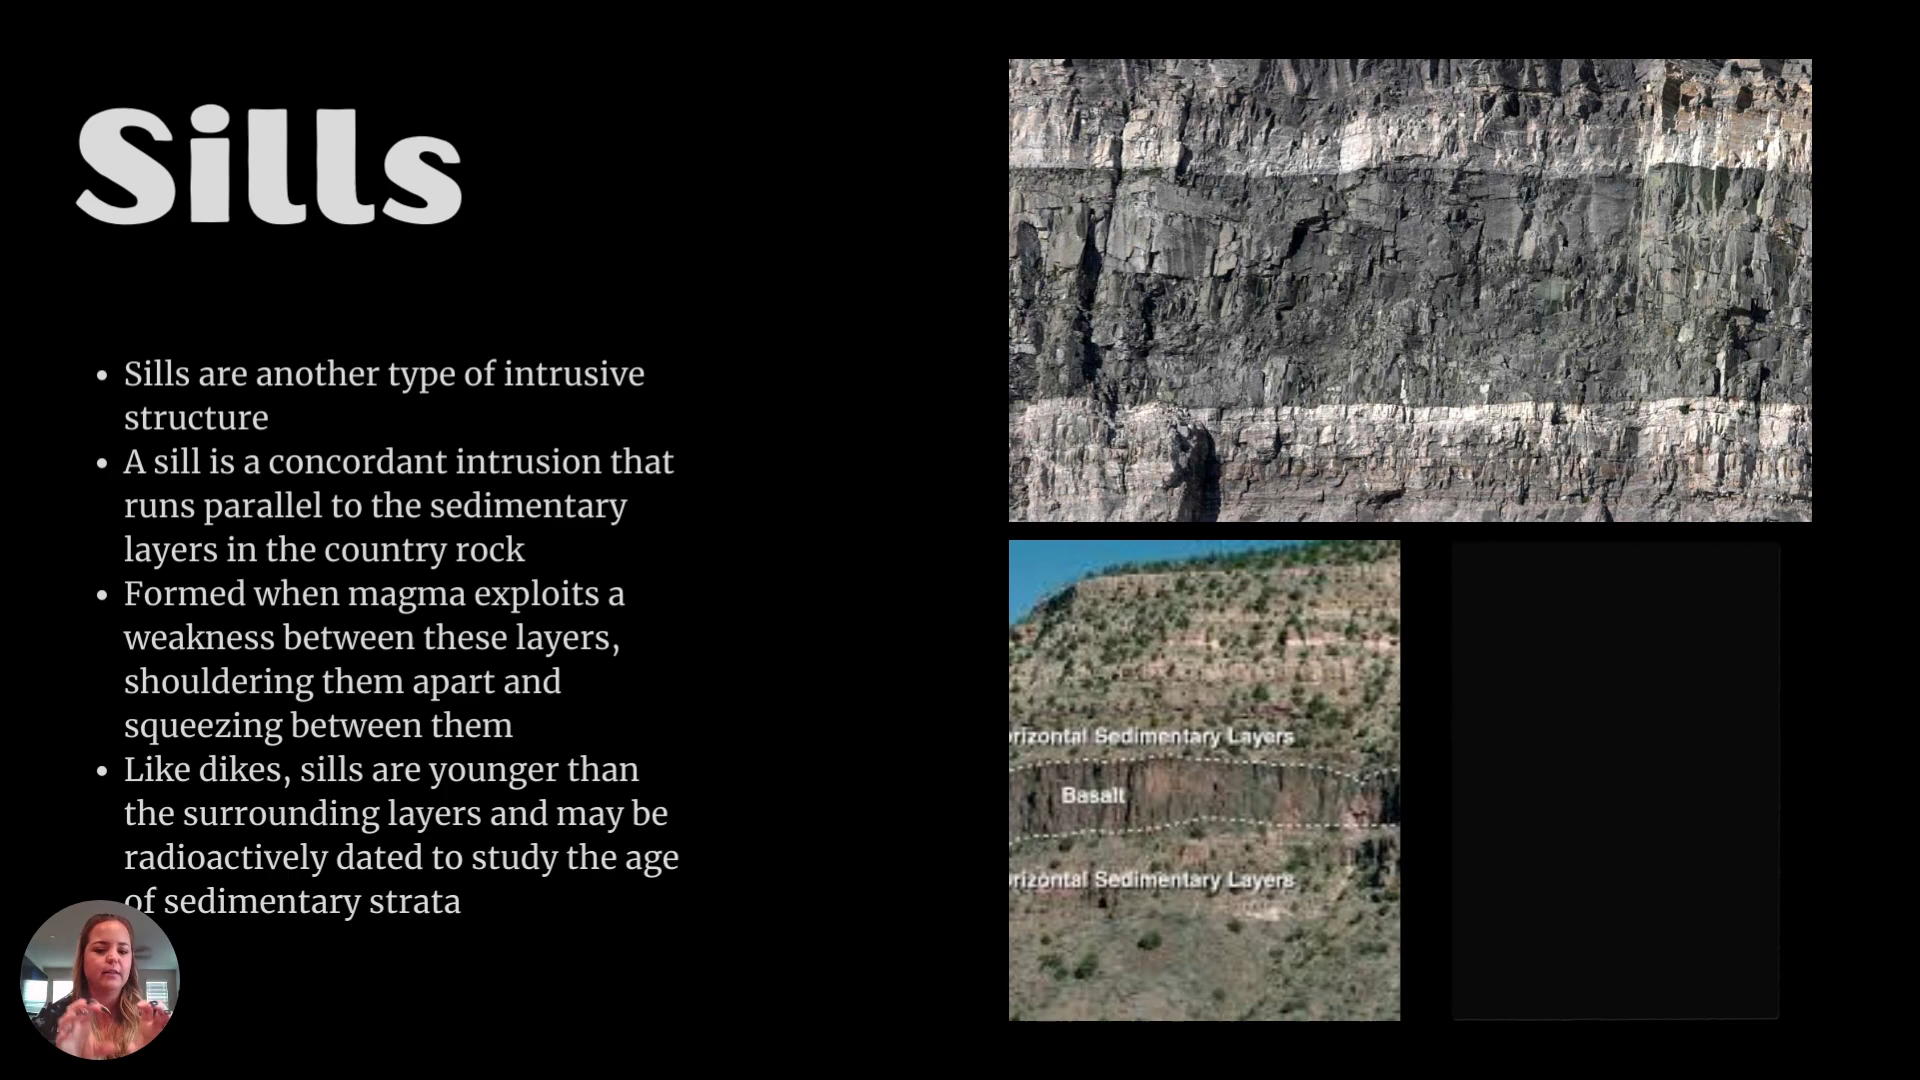 Sills
• Sills are another type of intrusive
structure
• A sill is a concordant intrusion that
runs parallel to the sedimentary
layers in the country rock
• Formed when magma exploits a
weakness between these layers,
shouldering them apart and
squeezing between them
• Like dikes, sills are younger than
the surrounding layers and may be
radioactively dated to study the age
of sedimentary strata
orizontal Sedimentary Layers
Basalt
orizontal Sedimentary Layers